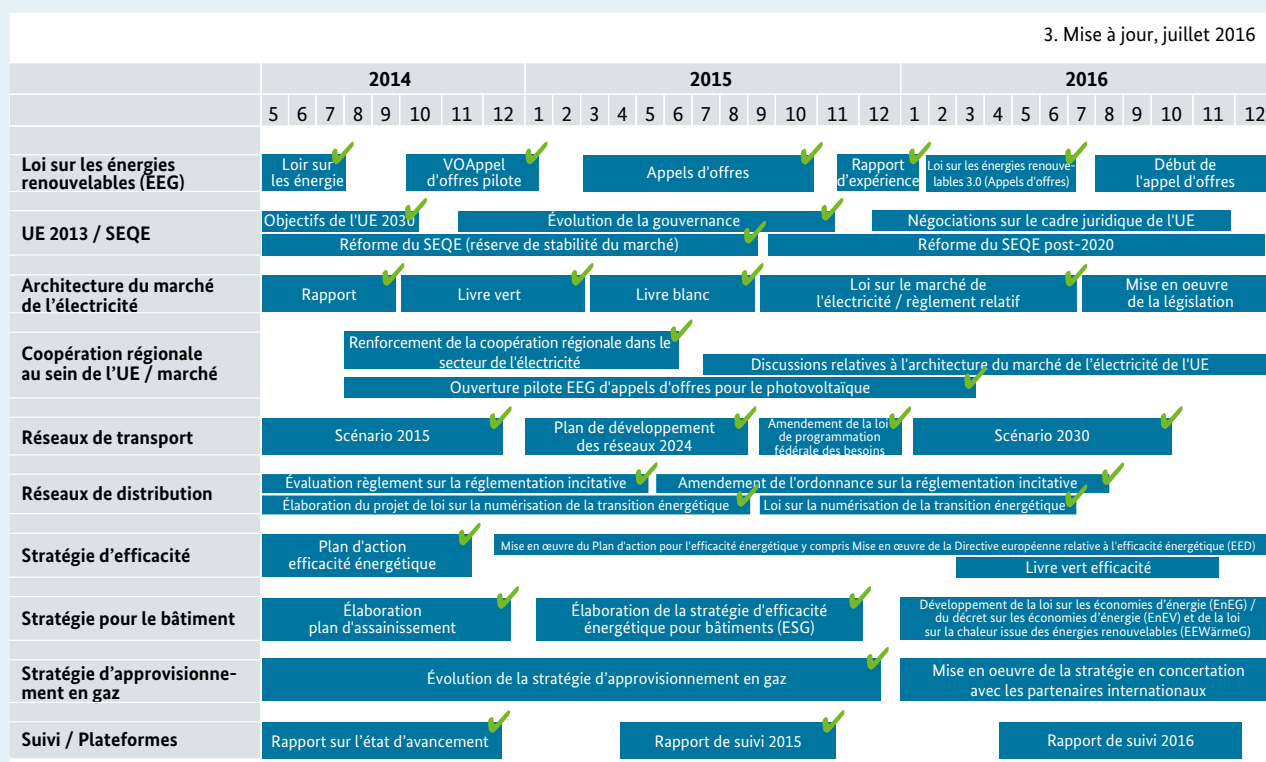 3. Mise à jour, juillet 2016
2014 2015 2016
5 6 7 8 9 10 11 12 1 2 3 4 5 6 7 8 9 10 11 12 1 2 3 4 5 6 7 8 9 10 11 12
Loi sur les énergies
renouvelables (EEG)
Loir sur
les énergie
VOAppel
d'offres pilote
Appels d'offres
Rapport
d'expérience
Loi sur les énergies renouve-
lables 3.0 (Appels d'offres)
Début de
l'appel d'offres
UE 2013 / SEQE
Objectifs de l'UE 2030
Évolution de la gouvernance
Négociations sur le cadre juridique de l'UE
Réforme du SEQE (réserve de stabilité du marché)
Réforme du SEQE post-2020
Architecture du marché
de l’électricité
Rapport
Livre vert
Livre blanc
Loi sur le marché de
l'électricité / règlement relatif
Mise en oeuvre
de la législation
Coopération régionale
au sein de l’UE / marché
Renforcement de la coopération régionale dans le
secteur de l'électricité
Discussions relatives à l'architecture du marché de l’électricité de l'UE
Ouverture pilote EEG d'appels d'offres pour le photovoltaïque
Réseaux de transport
Scénario 2015
Plan de développement
des réseaux 2024
Amendement de la loi
de programmation
fédérale des besoins
Scénario 2030
Réseaux de distribution
Évaluation règlement sur la réglementation incitative
Amendement de l'ordonnance sur la réglementation incitative
Élaboration du projet de loi sur la numérisation de la transition énergétique
Loi sur la numérisation de la transition énergétique
Stratégie d’efficacité
Plan d'action
efficacité énergétique
Mise en œuvre du Plan d'action pour l'efficacité énergétique y compris Mise en œuvre de la Directive européenne relative à l'efficacité énergétique (EED)
Livre vert efficacité
Stratégie pour le bâtiment
Élaboration
plan d'assainissement
Élaboration de la stratégie d'efficacité
énergétique pour bâtiments (ESG)
Développement de la loi sur les économies d'énergie (EnEG) /
du décret sur les économies d'énergie (EnEV) et de la loi
sur la chaleur issue des énergies renouvelables (EEWärmeG)
Stratégie d’approvisionne-
ment en gaz
Évolution de la stratégie d’approvisionnement en gaz
Mise en oeuvre de la stratégie en concertation
avec les partenaires internationaux
Suivi / Plateformes
Rapport sur l’état d’avancement
Rapport de suivi 2015
Rapport de suivi 2016